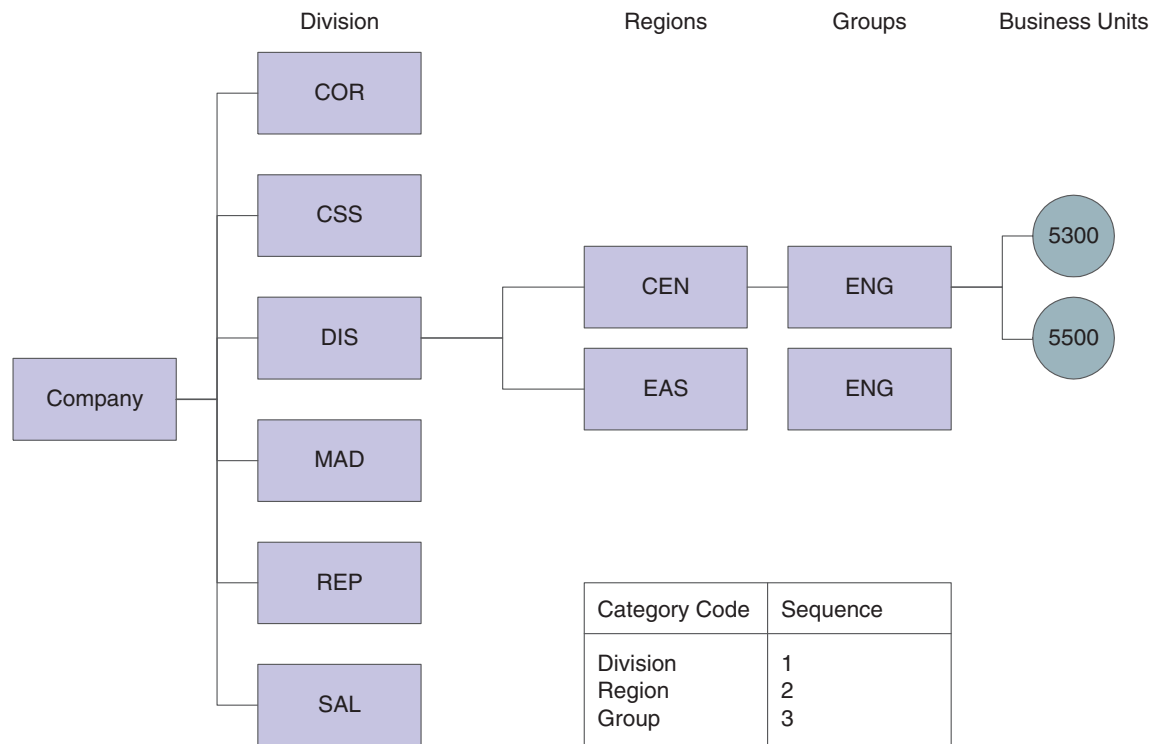 Division Regions Groups Business Units
COR
CSS
5300
CEN ENG
DIS
5500
Company
EAS ENG
MAD
REP
Category Code Sequence
Division 1
Region 2
Group 3
SAL